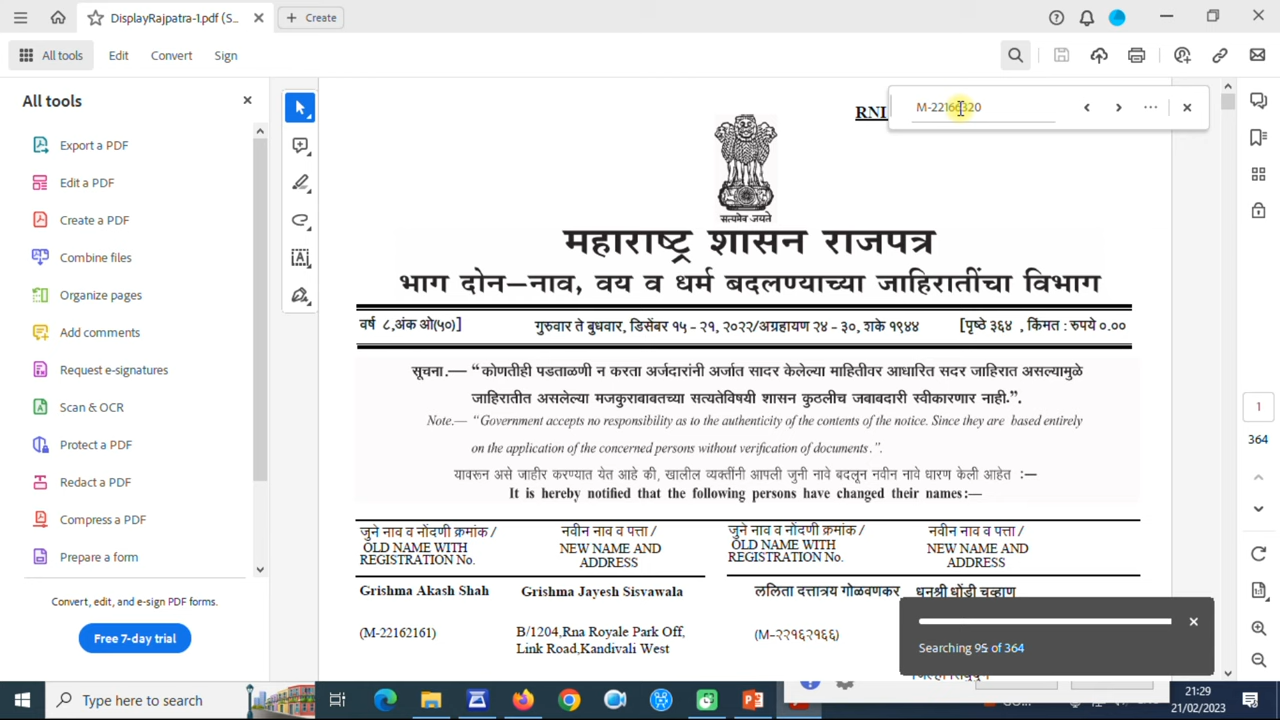 DisplayRajpatra-1.pdf (S...
Create
All tools
Edit
Convert
Sign
All tools
Export a PDF
Edit a PDF
Create a PDF
Combine files
Organize pages
Add comments
Request e-signatures
Scan & OCR
Protect a PDF
Redact a PDF
Compress a PDF
Prepare a form
Convert, edit, and e-sign PDF forms.
Free 7-day trial
M-22166320
RNI
सत्यमेव जयते
महाराष्ट्र शासन राजपत्र
भाग दोन–नाव, वय व धर्म बदलण्याच्या जाहिरातींचा विभाग
वर्ष ८,अंक ओ(५०)]
गुरुवार ते बुधवार, डिसेंबर १५ - २१, २०२२/अग्रहायण २४ - ३०, शके १९४४
[पृष्ठे ३६४ , किंमत : रुपये ०.००
सूचना.— “ कोणतीही पडताळणी न करता अर्जदारांनी अर्जात सादर केलेल्या माहितीवर आधारित सदर जाहिरात असल्यामुळे
जाहिरातीत असलेल्या मजकुराबाबतच्या सत्यतेविषयी शासन कुठलीच जबाबदारी स्वीकारणार नाही.”.
Note.— “Government accepts no responsibility as to the authenticity of the contents of the notice. Since they are based entirely
on the application of the concerned persons without verification of documents.”.
यावरून असे जाहीर करण्यात येत आहे की, खालील व्यक्तींनी आपली जुनी नावे बदलून नवीन नावे धारण केली आहेत :—
It is hereby notified that the following persons have changed their names:—
जुने नाव व नोंदणी क्रमांक /
OLD NAME WITH
REGISTRATION No.
नवीन नाव व पत्ता /
NEW NAME AND
ADDRESS
जुने नाव व नोंदणी क्रमांक /
OLD NAME WITH
REGISTRATION No.
नवीन नाव व पत्ता /
NEW NAME AND
ADDRESS
Grishma Akash Shah
Grishma Jayesh Sisvawala
ललिता दत्तात्रय गोळवणकर
धनश्री धोंडी चव्हाण
(M-22162161)
B/1204,Rna Royale Park Off,
Link Road,Kandivali West
(M-२२१६२१६६)
Searching 95 of 364
1
364
Type here to search
21:29
21/02/2023